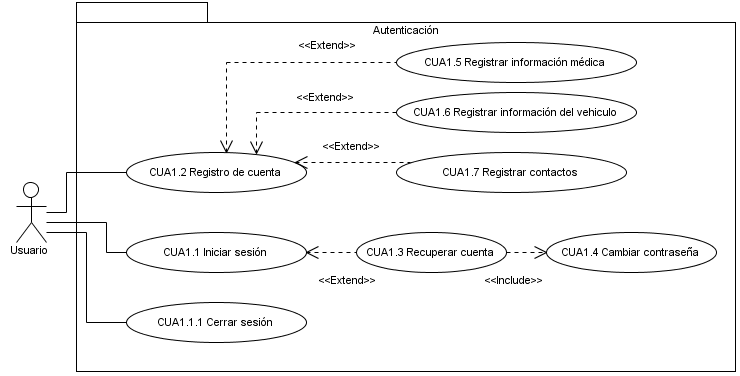 Autenticación
<<Extend>>
CUA1.5 Registrar información médica
<<Extend>>
CUA1.6 Registrar información del vehiculo
<<Extend>>
CUA1.2 Registro de cuenta
CUA1.7 Registrar contactos
Usuario
CUA1.1 Iniciar sesión
CUA1.3 Recuperar cuenta
CUA1.4 Cambiar contraseña
<<Extend>>
<<Include>>
CUA1.1.1 Cerrar sesión